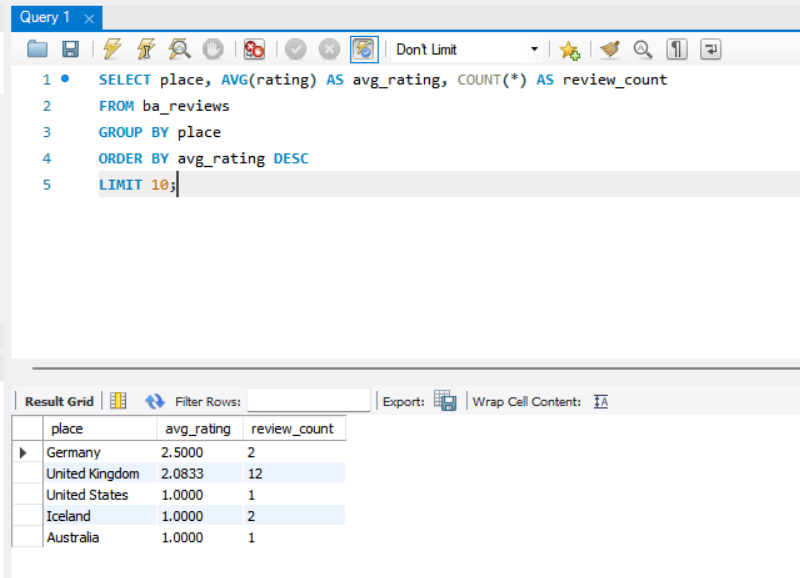 Query 1
Don't Limit
1 SELECT place, AVG(rating) AS avg_rating, COUNT(*) AS review_count
2 FROM ba_reviews
3 GROUP BY place
4 ORDER BY avg_rating DESC
5 LIMIT 10;
Result Grid Filter Rows: Export: Wrap Cell Content:
place avg_rating review_count
Germany 2.5000 2
United Kingdom 2.0833 12
United States 1.0000 1
Iceland 1.0000 2
Australia 1.0000 1